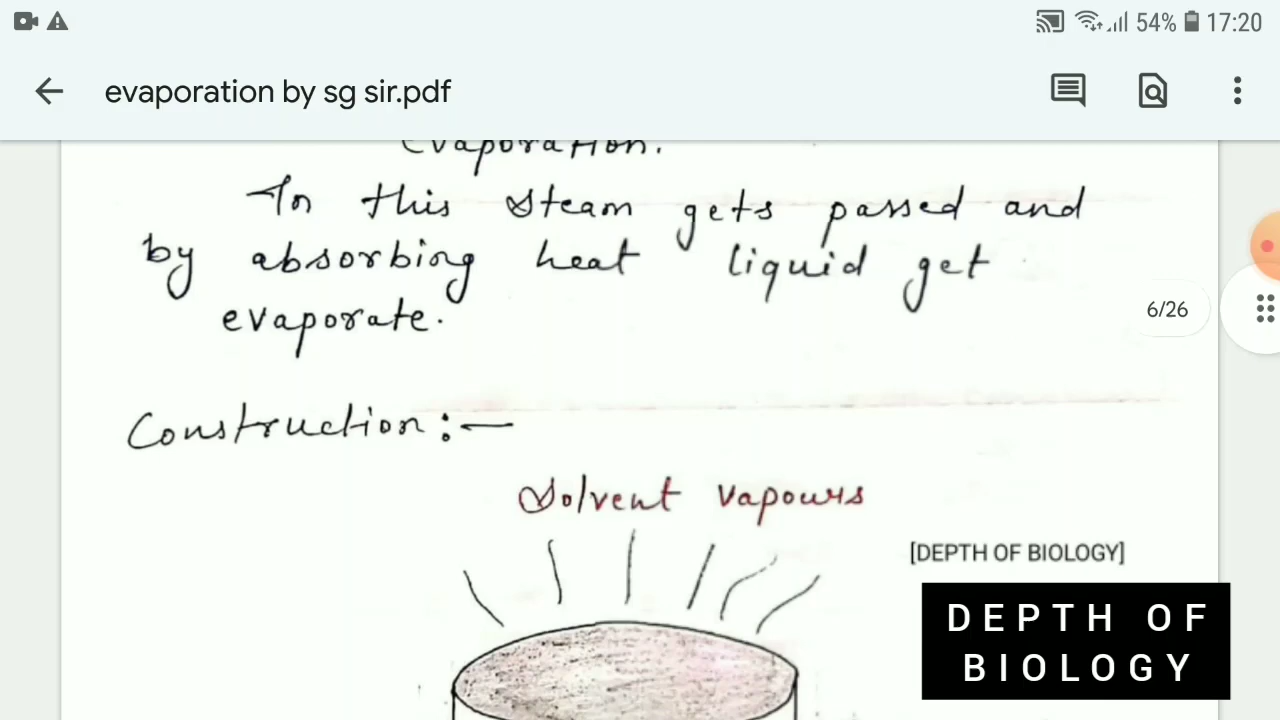 54% 17:20
evaporation by sg sir.pdf
Evaporation.
In this steam gets passed and
by absorbing heat liquid get
evaporate.
6/26
Construction :—
Solvent vapours
[DEPTH OF BIOLOGY]
DEPTH OF
BIOLOGY